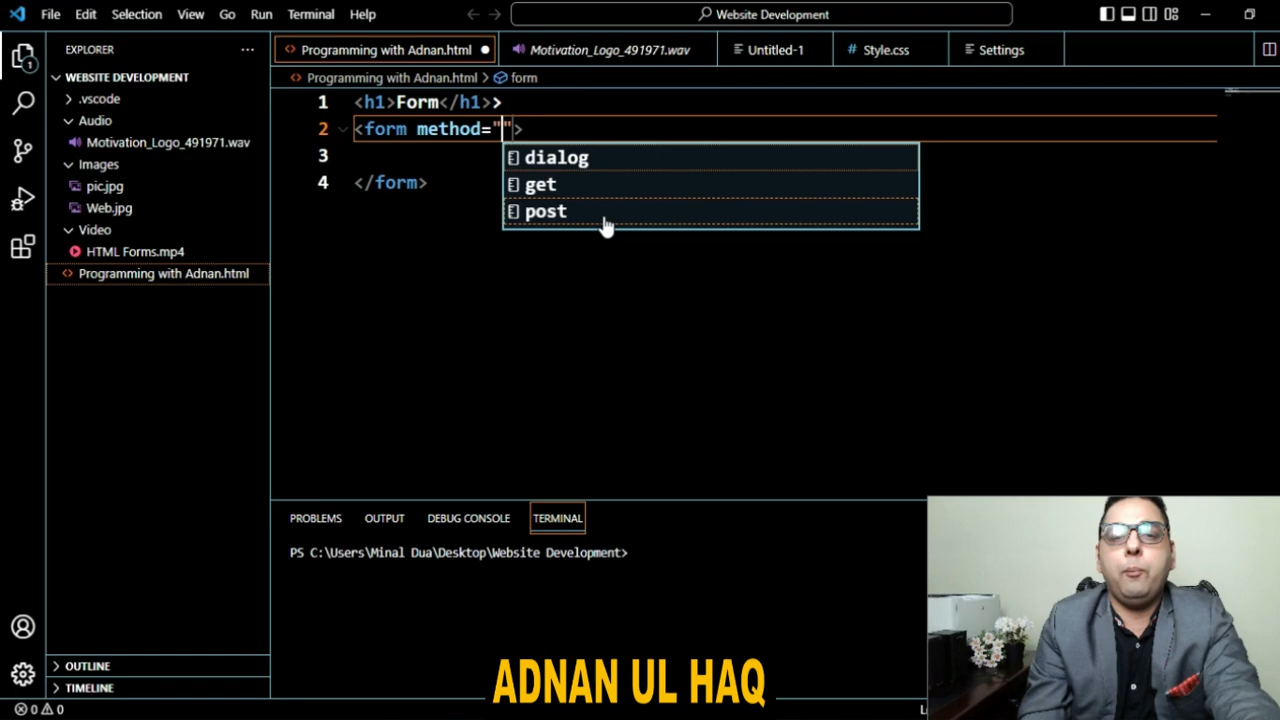 File Edit Selection View Go Run Terminal Help
Website Development
EXPLORER
Programming with Adnan.html
Motivation_Logo_491971.wav
Untitled-1
# Style.css
Settings
WEBSITE DEVELOPMENT
.vscode
Audio
Motivation_Logo_491971.wav
Images
pic.jpg
Web.jpg
Video
HTML Forms.mp4
Programming with Adnan.html
Programming with Adnan.html > form
1 <h1>Form</h1>>
2 <form method="">
3
4 </form>
dialog
get
post
PROBLEMS OUTPUT DEBUG CONSOLE TERMINAL
PS C:\Users\Minal Dua\Desktop\Website Development>
OUTLINE
TIMELINE
0 0
ADNAN UL HAQ